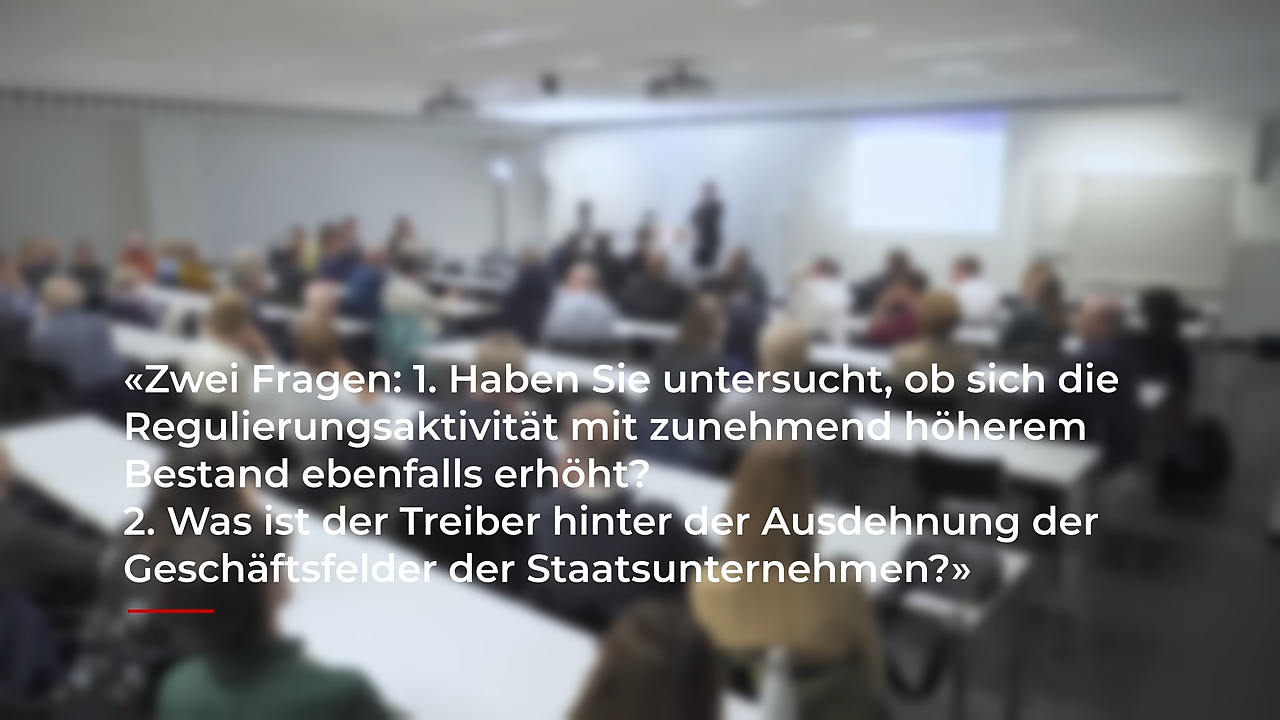 «Zwei Fragen: 1. Haben Sie untersucht, ob sich die
Regulierungsaktivität mit zunehmend höherem
Bestand ebenfalls erhöht?
2. Was ist der Treiber hinter der Ausdehnung der
Geschäftsfelder der Staatsunternehmen?»